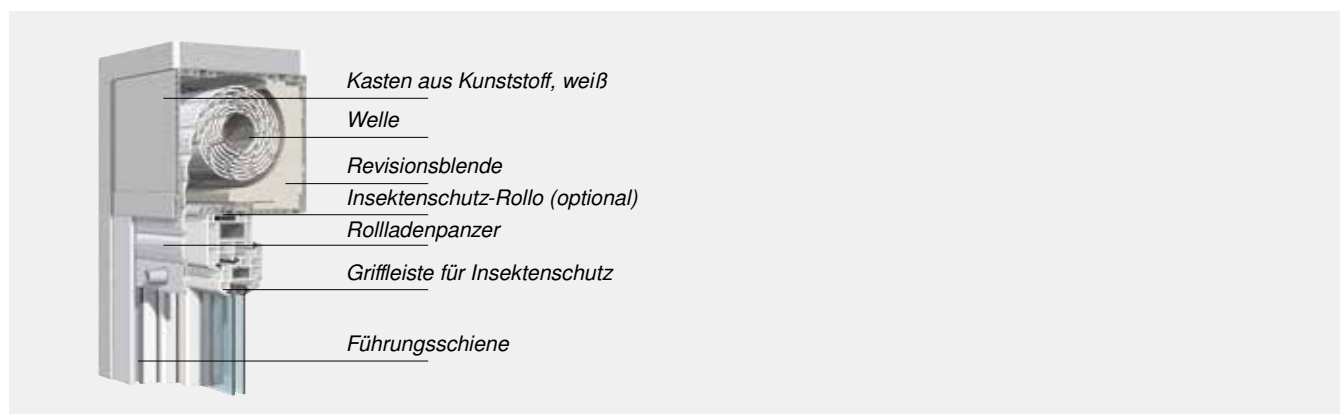 Kasten aus Kunststoff, weiß
Welle
Revisionsblende
Insektenschutz-Rollo (optional)
Rollladenpanzer
Griffleiste für Insektenschutz
Führungsschiene